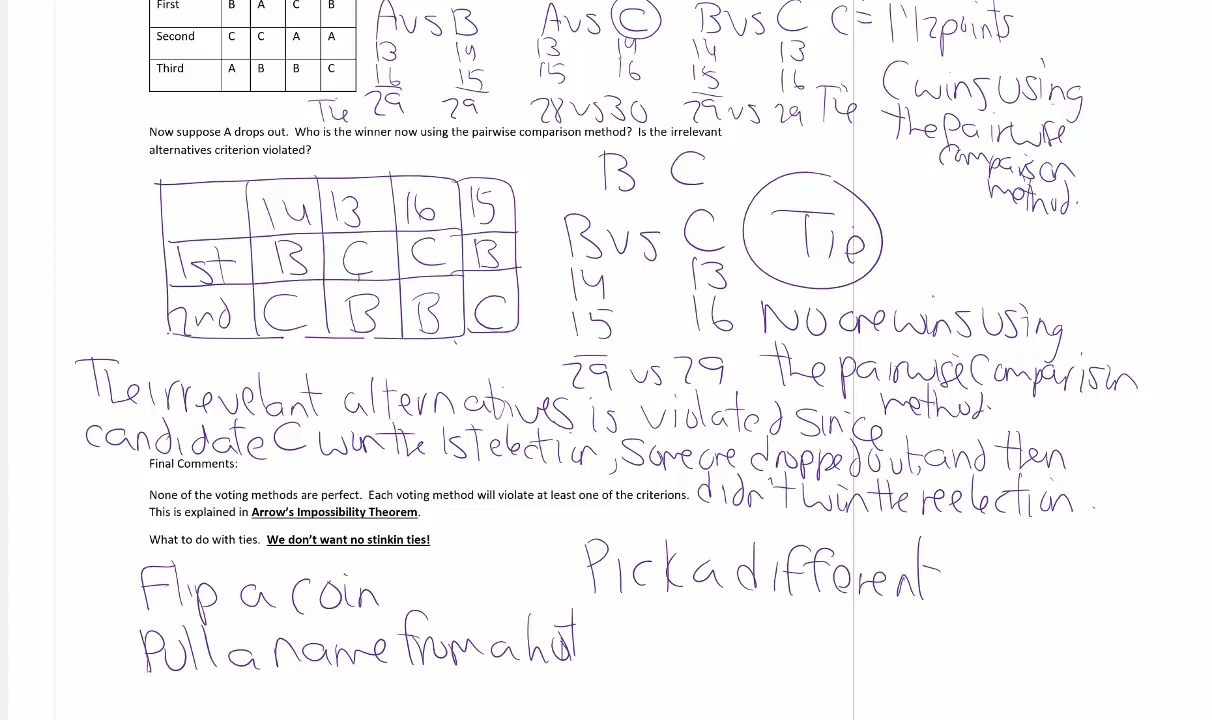 First B A C B
Second C C A A
Third A B B C
A vs B A vs C B vs C C = 1 1/2 points
13 14 13 14 14 13
16 15 15 16 15 16
Tie 29 29 28 vs 30 29 vs 29 Tie
C wins using
the pairwise
comparison
method.
Now suppose A drops out. Who is the winner now using the pairwise comparison method? Is the irrelevant
alternatives criterion violated?
B C
14 13 16 15
1st B C C B
2nd C B B C
B vs C Tie
14 13
15 16
29 vs 29
No one wins using
the pairwise Comparison
method.
The irrevelant alternatives is violated since
candidate C win the 1st election, someone dropped out, and then
didn't win the reelection.
Final Comments:
None of the voting methods are perfect. Each voting method will violate at least one of the criterions.
This is explained in Arrow's Impossibility Theorem.
What to do with ties. We don't want no stinkin ties!
Flip a coin
Pull a name from a hat
Pick a different